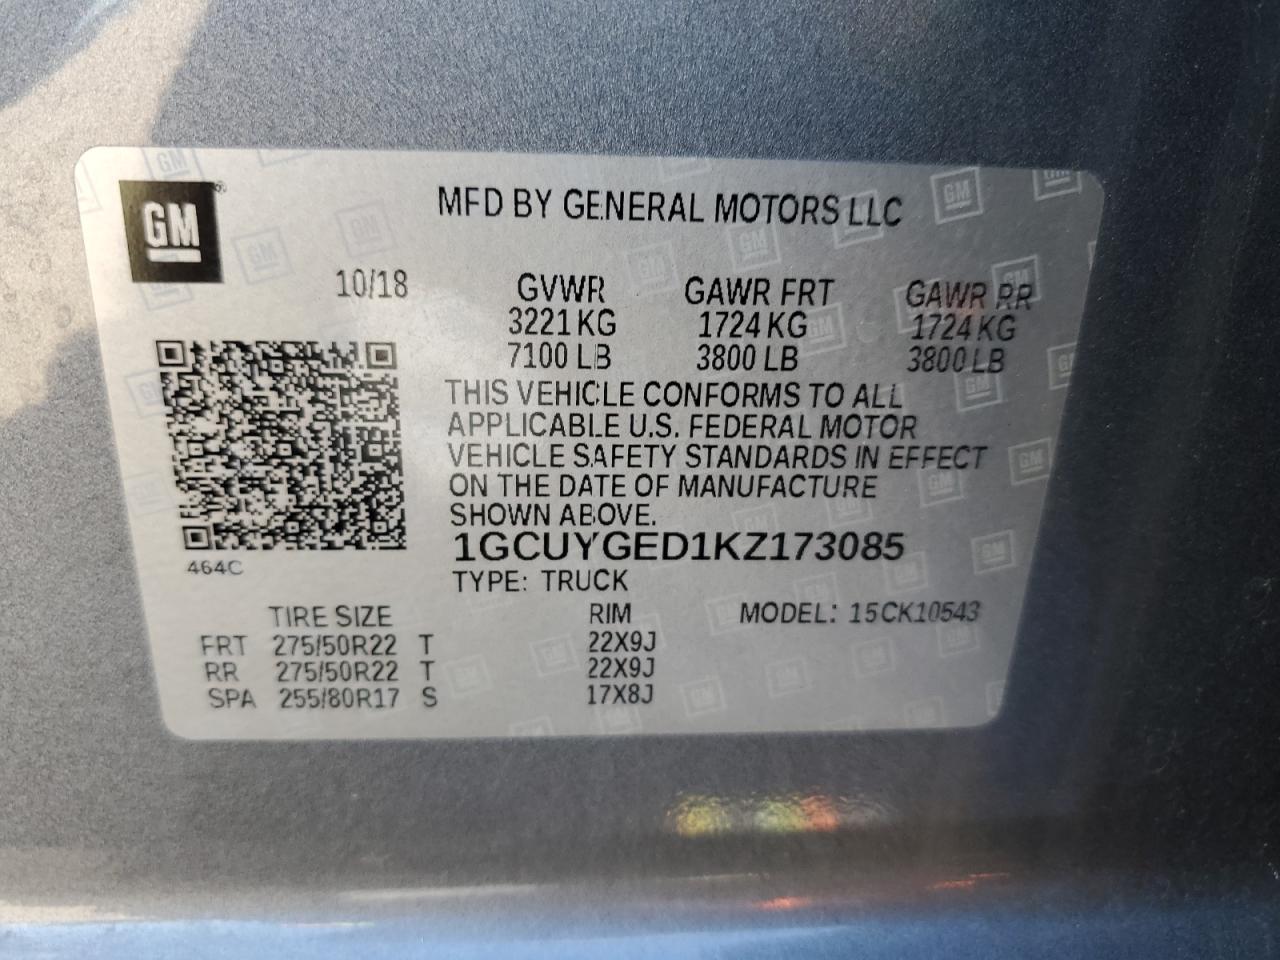 GM
MFD BY GENERAL MOTORS LLC
10/18 GVWR GAWR FRT GAWR RR
3221 KG 1724 KG 1724 KG
7100 LB 3800 LB 3800 LB
THIS VEHICLE CONFORMS TO ALL
APPLICABLE U.S. FEDERAL MOTOR
VEHICLE SAFETY STANDARDS IN EFFECT
ON THE DATE OF MANUFACTURE
SHOWN ABOVE.
1GCUYGED1KZ173085
464C
TYPE: TRUCK
TIRE SIZE RIM MODEL: 15CK10543
FRT 275/50R22 T 22X9J
RR 275/50R22 T 22X9J
SPA 255/80R17 S 17X8J